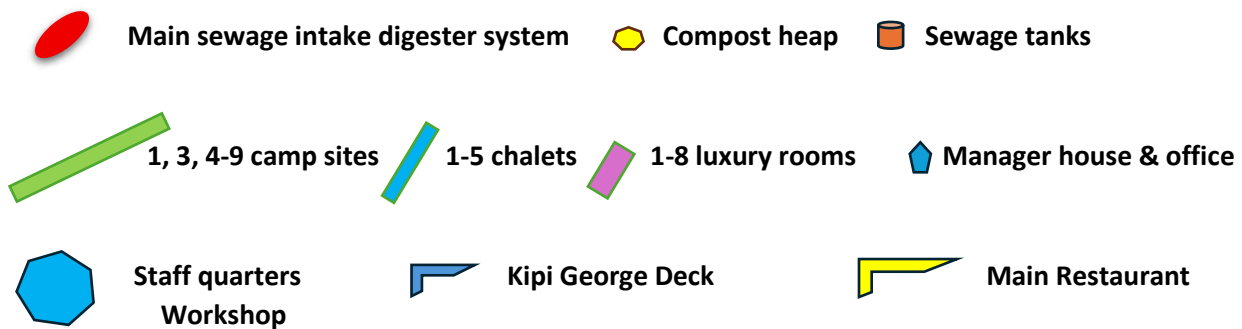 Main sewage intake digester system
Compost heap
Sewage tanks
1, 3, 4-9 camp sites
1-5 chalets
1-8 luxury rooms
Manager house & office
Staff quarters
Workshop
Kipi George Deck
Main Restaurant